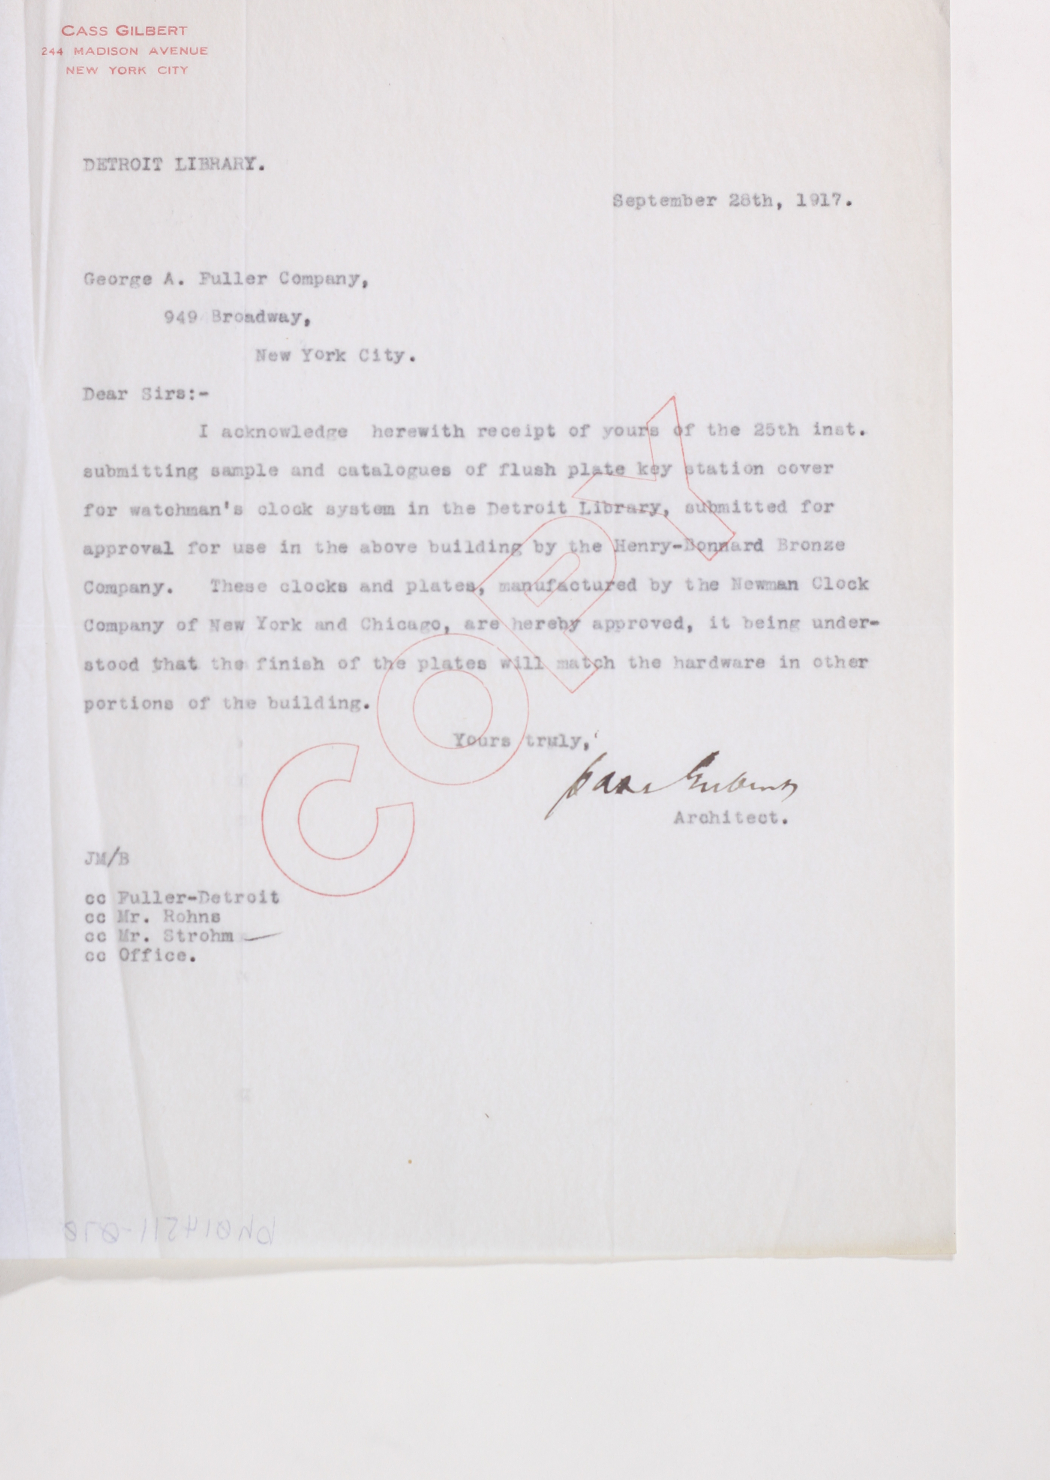 CASS GILBERT
244 MADISON AVENUE
NEW YORK CITY
DETROIT LIBRARY.
September 28th, 1917.
George A. Fuller Company,
949 Broadway,
New York City.
Dear Sirs:-
I acknowledge herewith receipt of yours of the 25th inst.
submitting sample and catalogues of flush plate key station cover
for watchman's clock system in the Detroit Library, submitted for
approval for use in the above building by the Henry-Bonnard Bronze
Company. These clocks and plates, manufactured by the Newman Clock
Company of New York and Chicago, are hereby approved, it being under-
stood that the finish of the plates will match the hardware in other
portions of the building.
Yours truly,
Cass Gilbert
Architect.
COPY
JM/B
cc Fuller-Detroit
cc Mr. Rohns
cc Mr. Strohm
cc Office.